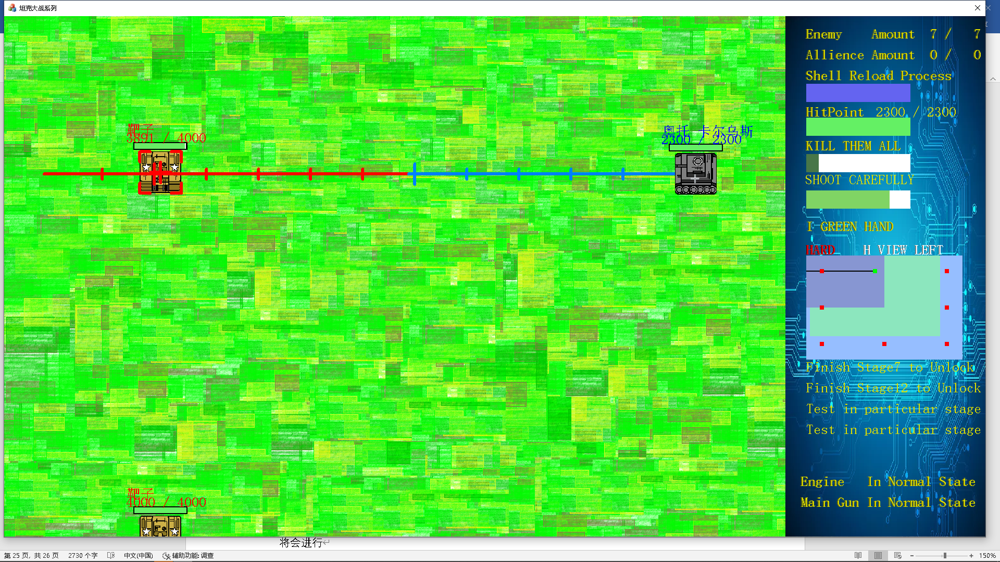 坦克大战系列
Enemy Amount 7 / 7
Allience Amount 0 / 0
Shell Reload Process
HitPoint 2300 / 2300
KILL THEM ALL
SHOOT CAREFULLY
I GREEN HAND
HARD H VIEW LEFT
靶子
3891 / 4000
奥托 卡尔乌斯
2300 / 2300
Finish Stage7 to Unlock
Finish Stage12 to Unlock
Test in particular stage
Test in particular stage
Engine In Normal State
Main Gun In Normal State
靶子
4000 / 4000
将会进行
第 25 页, 共 26 页 2730 个字 中文(中国) 辅助功能: 调查 150%